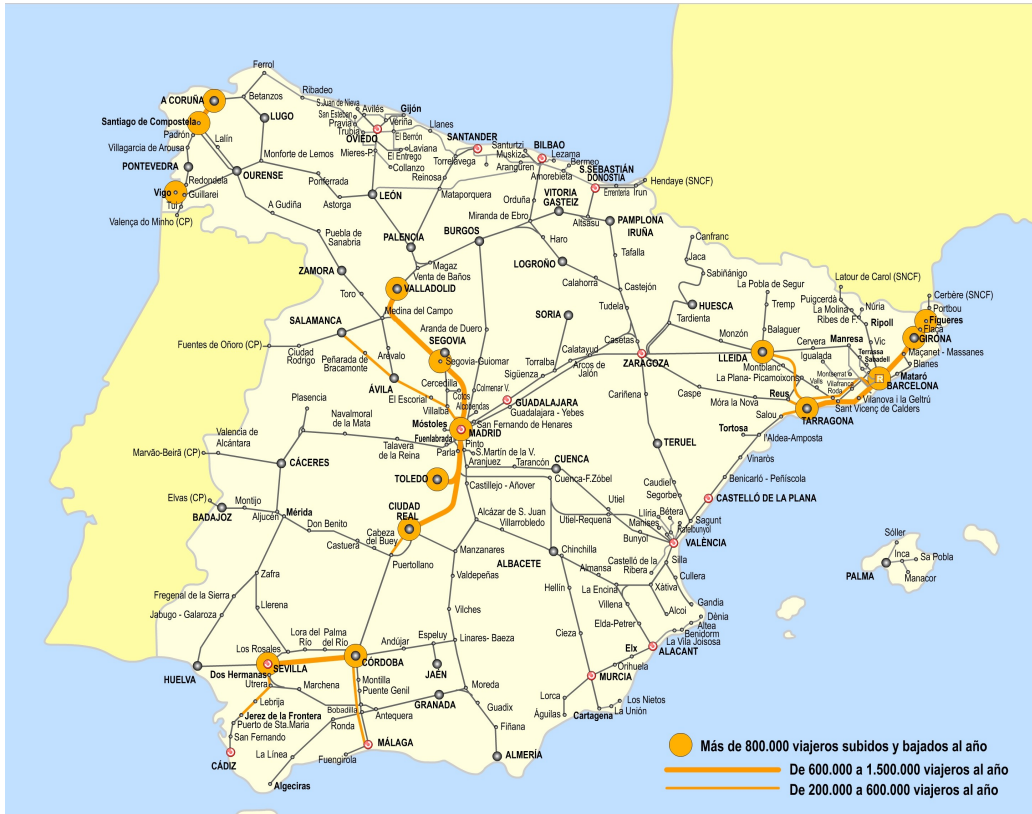 Ferrol
Ribadeo
A CORUÑA
Betanzos
S.Juan de Nieva
Avilés
Gijón
San Esteban
Pravia
Veriña
LUGO
Santiago de Compostela
Trubia
OVIEDO
El Berrón
Llanes
SANTANDER
Santurtzi
BILBAO
Padrón
Lalín
Villagarcia de Arousa
Mieres-P
Laviana
El Entrego
Collanzo
Torrelavega
Muskiz
Lezama
Bermeo
Aranguren
Amorebieta
S.SEBASTIÁN
DONOSTIA
Hendaye (SNCF)
Errenteria
Irun
Monforte de Lemos
PONTEVEDRA
OURENSE
Ponferrada
Reinosa
Mataporquera
Redondela
Vigo
Guillarei
Tui
Valença do Minho (CP)
A Gudiña
Astorga
LEÓN
Orduña
VITORIA
GASTEIZ
Altsasu
PAMPLONA
IRUÑA
Miranda de Ebro
Puebla de
Sanabria
PALENCIA
BURGOS
Haro
Tafalla
Canfranc
Jaca
LOGROÑO
Sabiñánigo
ZAMORA
Magaz
Venta de Baños
VALLADOLID
Toro
Calahorra
Castejón
Latour de Carol (SNCF)
La Pobla de Segur
Puigcerdà
La Molina
Ribes de F.
Núria
Cerbère (SNCF)
Portbou
Figueres
Flaçà
GIRONA
Medina del Campo
SORIA
Tudela
HUESCA
Tardienta
Tremp
Ripoll
SALAMANCA
Aranda de Duero
Balaguer
Monzón
Cervera
Manresa
Vic
Fuentes de Oñoro (CP)
Ciudad
Rodrigo
Peñarada de
Bracamonte
Arévalo
SEGOVIA
Segovia-Guiomar
Casetas
ZARAGOZA
Calatayud
Torralba
Arcos de
Jalón
Sigüenza
LLEIDA
Igualada
Terrassa
Sabadell
Maçanet - Massanes
Blanes
Montblanc
Montserrat
Mataró
BARCELONA
R
La Plana- Picamoixons
Valls
Vilafranca
Roda
Vilanova i la Geltrú
Sant Vicenç de Calders
ÁVILA
Cercedilla
Cotos
Colmenar V.
El Escorial
Villalba
Alcobendas
GUADALAJARA
Guadalajara - Yebes
San Fernando de Henares
Cariñena
Caspe
Reus
Móra la Nova
Salou
TARRAGONA
Plasencia
Navalmoral
de la Mata
Móstoles
MADRID
Fuenlabrada
Pinto
Parla
S.Martín de la V.
Aranjuez
Tarancón
Tortosa
l'Aldea-Amposta
Valencia de
Alcántara
Marvão-Beirã (CP)
Talavera
de la Reina
CÁCERES
TOLEDO
Castillejo - Añover
CUENCA
Cuenca-F.Zóbel
TERUEL
Vinaròs
Benicarló - Peñíscola
Caudiel
Segorbe
CASTELLÓ DE LA PLANA
Elvas (CP)
Montijo
BADAJOZ
Aljucén
Mérida
Don Benito
Castuera
CIUDAD
REAL
Cabeza
del Buey
Alcázar de S. Juan
Villarrobledo
Utiel
Utiel-Requena
Llíria
Bétera
Manises
Rafelbunyol
Sagunt
Bunyol
VALÈNCIA
Puertollano
Manzanares
Valdepeñas
ALBACETE
Chinchilla
Almansa
Castelló de la
Ribera
Silla
Cullera
Sóller
Inca
Sa Pobla
PALMA
Manacor
Zafra
Fregenal de la Sierra
Jabugo - Galaroza
Llerena
Hellín
La Encina
Xátiva
Gandia
Villena
Alcoi
Dènia
Altea
Benidorm
La Vila Joisosa
Vilches
Elda-Petrer
Lora del
Río
Palma
del Río
Andújar
Espeluy
Linares- Baeza
Cieza
Los Rosales
SEVILLA
CÓRDOBA
JAÉN
Elx
ALACANT
Orihuela
MURCIA
HUELVA
Dos Hermanas
Utrera
Marchena
Montilla
Puente Genil
GRANADA
Moreda
Lorca
Águilas
Cartagena
Los Nietos
La Unión
Lebrija
Jerez de la Frontera
Puerto de Sta.Maria
San Fernando
CÁDIZ
Bobadilla
Antequera
Ronda
Guadix
Fiñana
MÁLAGA
La Línea
Fuengirola
ALMERÍA
Algeciras
Más de 800.000 viajeros subidos y bajados al año
De 600.000 a 1.500.000 viajeros al año
De 200.000 a 600.000 viajeros al año